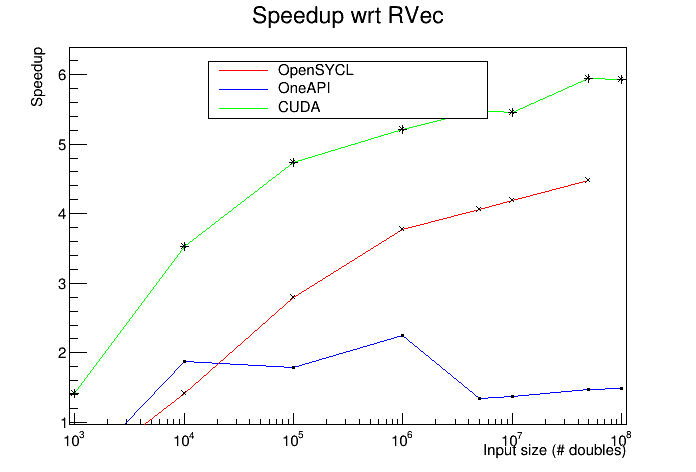 Speedup wrt RVec
Speedup
OpenSYCL
OneAPI
CUDA
6
5
4
3
2
1
10³ 10⁴ 10⁵ 10⁶ 10⁷ 10⁸
Input size (# doubles)